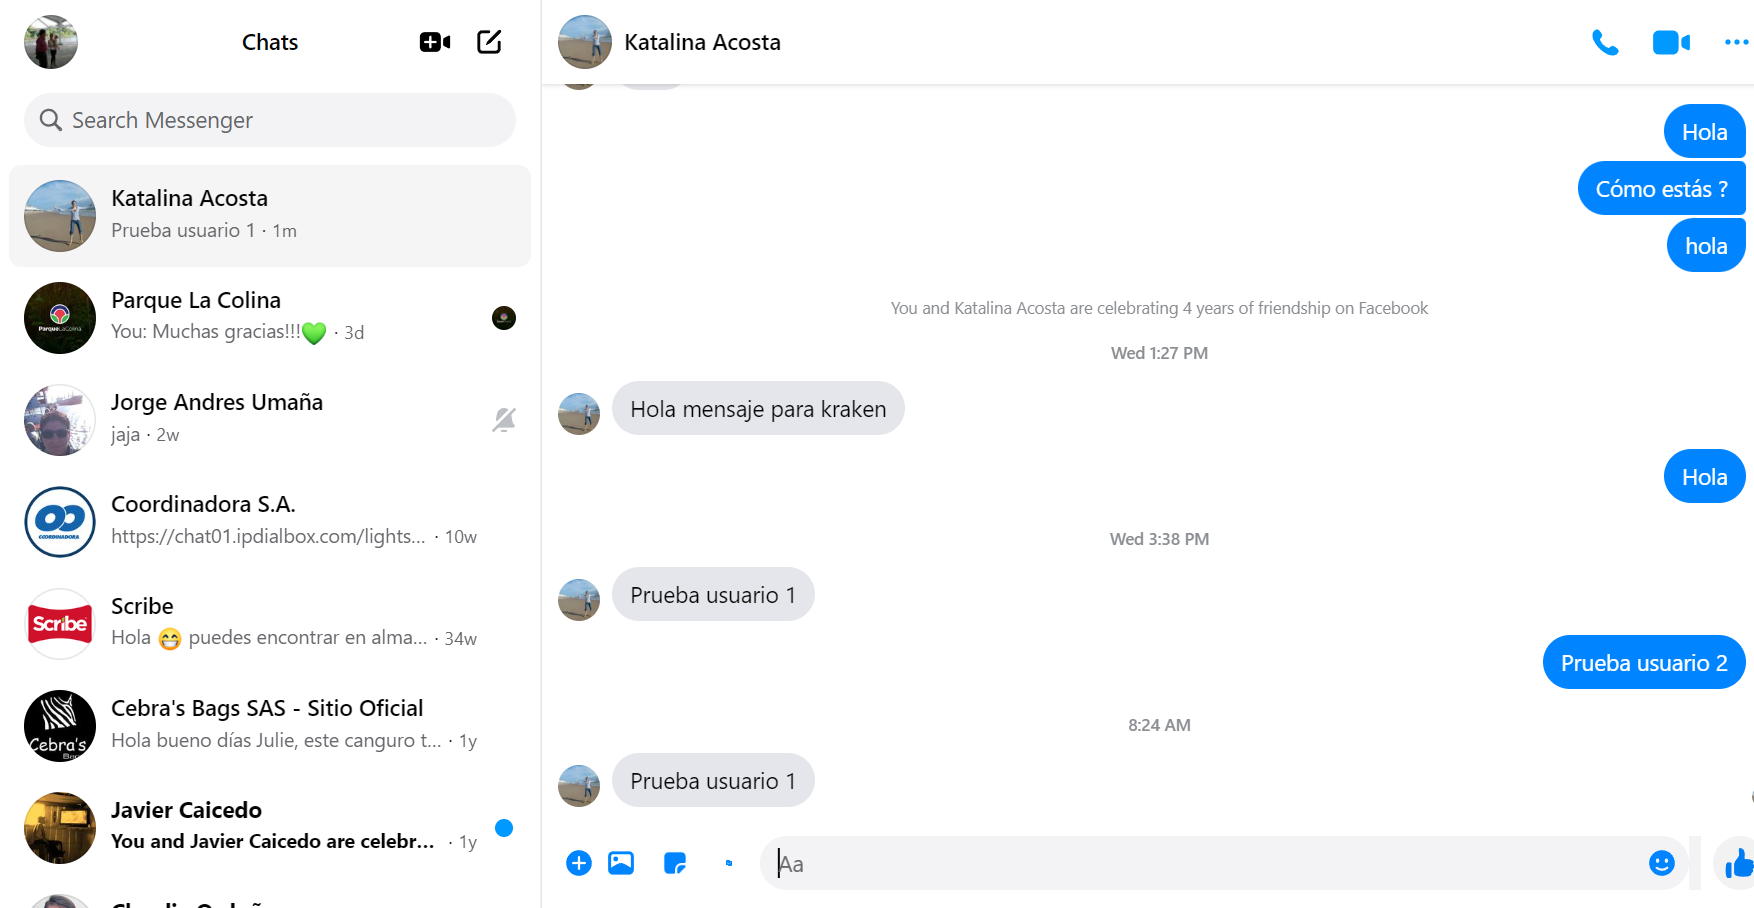 Chats
Search Messenger
Katalina Acosta
Prueba usuario 1 · 1m
Parque La Colina
You: Muchas gracias!!!💚 · 3d
Jorge Andres Umaña
jaja · 2w
Coordinadora S.A.
https://chat01.ipdialbox.com/lights... · 10w
Scribe
Scribe
Hola 😁 puedes encontrar en alma... · 34w
Cebra's Bags SAS - Sitio Oficial
Hola bueno días Julie, este canguro t... · 1y
Cebra's
Javier Caicedo
You and Javier Caicedo are celebr... · 1y
Katalina Acosta
Hola
Cómo estás ?
hola
You and Katalina Acosta are celebrating 4 years of friendship on Facebook
Wed 1:27 PM
Hola mensaje para kraken
Hola
Wed 3:38 PM
Prueba usuario 1
Prueba usuario 2
8:24 AM
Prueba usuario 1
Aa